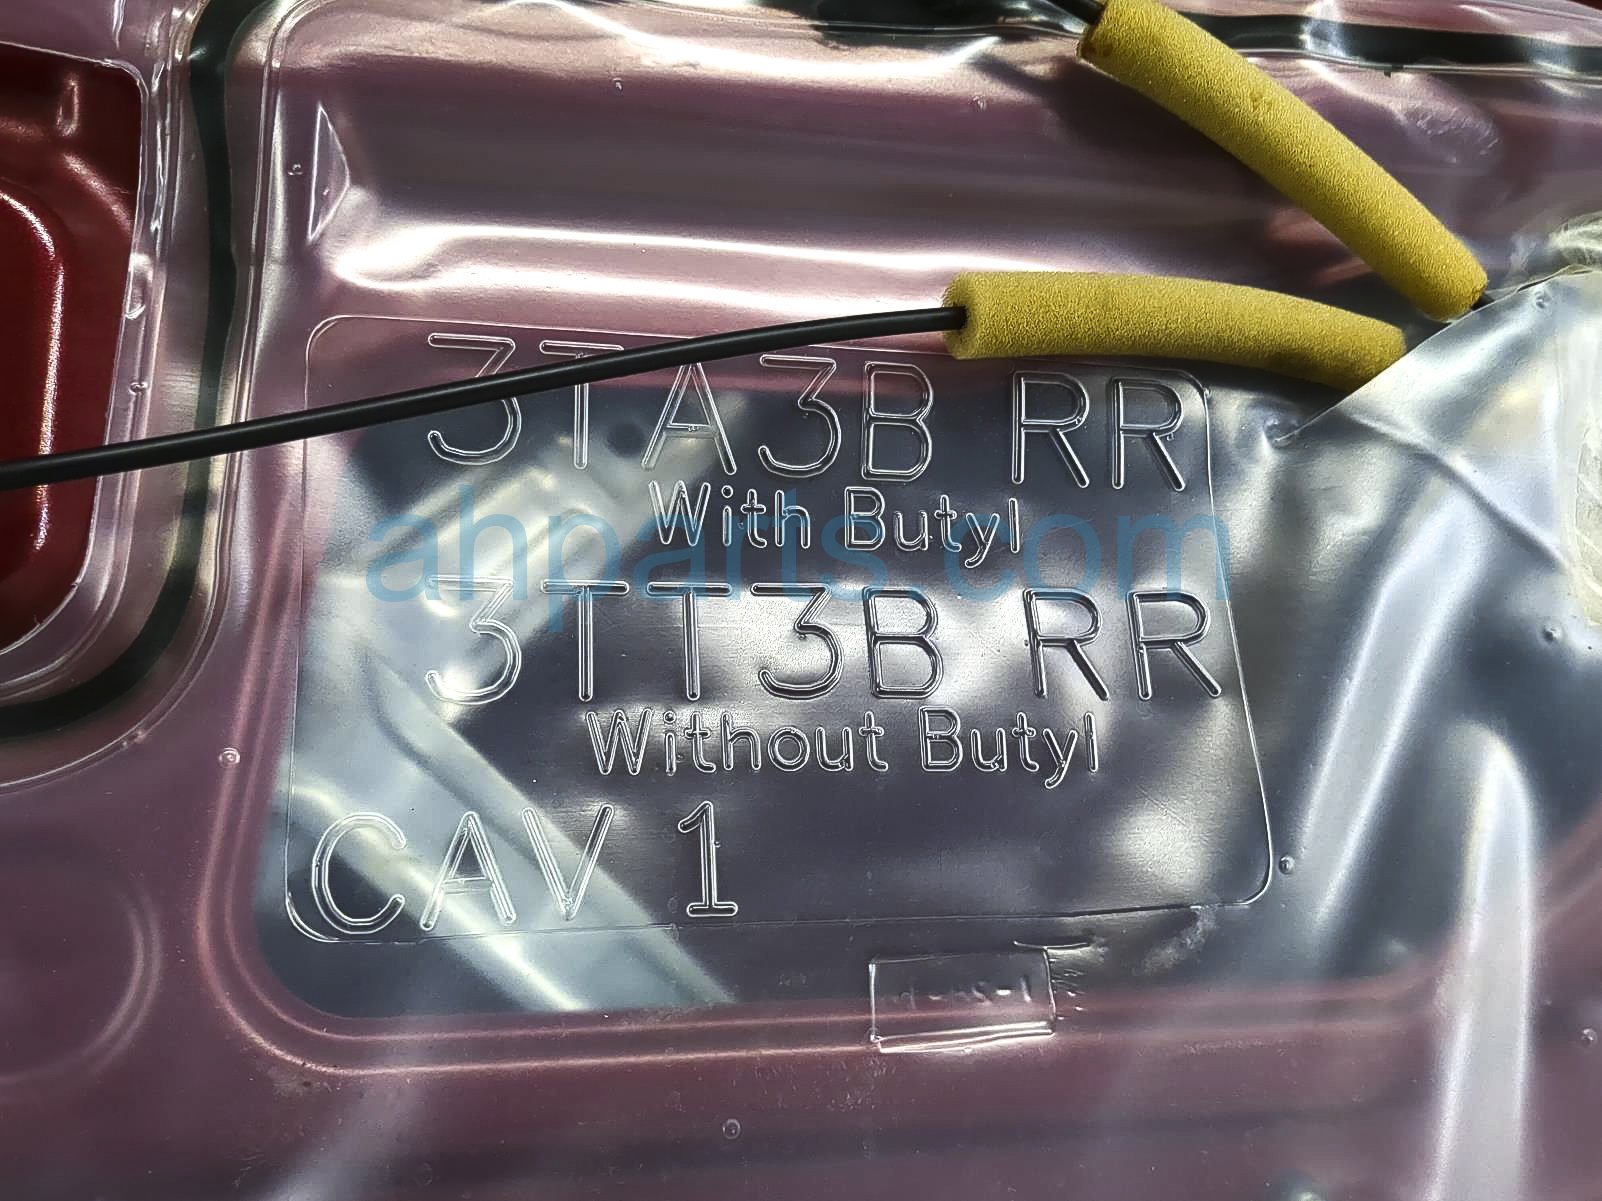 3TA3B RR
With Butyl
ahparts.com
3TT3B RR
Without Butyl
CAV 1